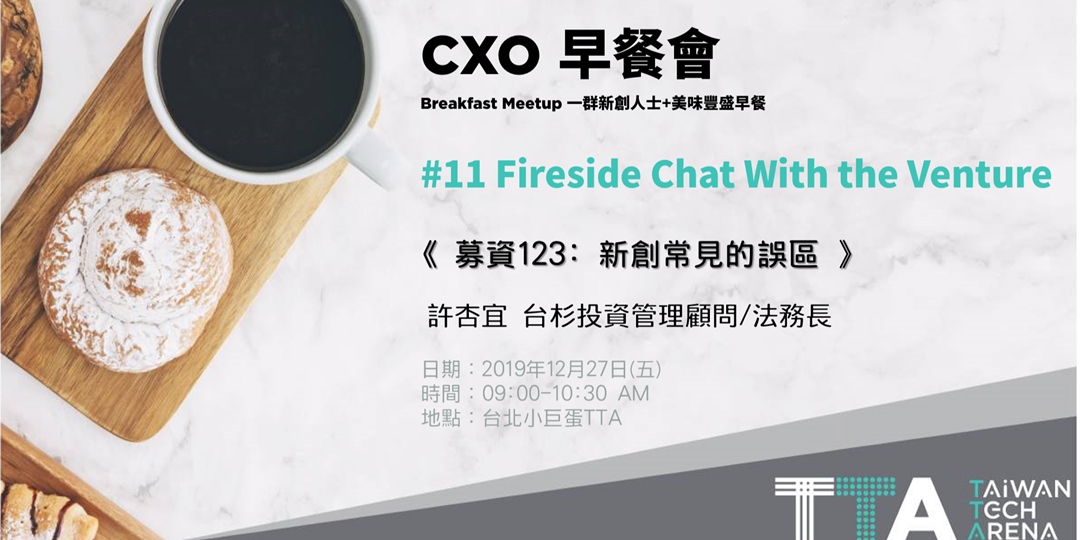 CXO 早餐會
Breakfast Meetup 一群新創人士+美味豐盛早餐
#11 Fireside Chat With the Venture
《 募資123: 新創常見的誤區 》
許杏宜 台杉投資管理顧問/法務長
日期：2019年12月27日(五)
時間：09:00-10:30 AM
地點：台北小巨蛋TTA
TTA
TAIWAN
TECH
ARENA